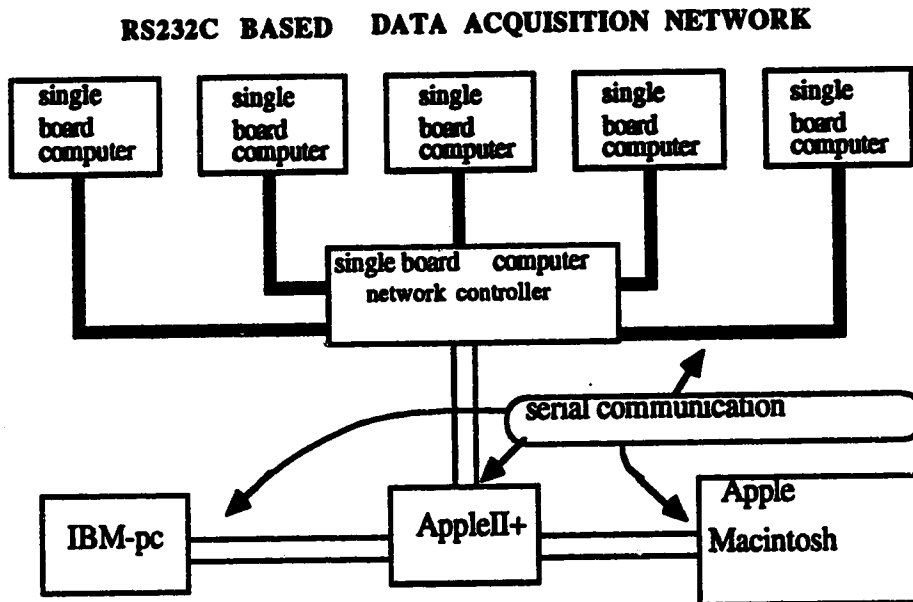 RS232C BASED DATA ACQUISITION NETWORK
single
board
computer
single
board
computer
single
board
computer
single
board
computer
single
board
computer
single board computer
network controller
serial communication
IBM-pc
AppleII+
Apple
Macintosh